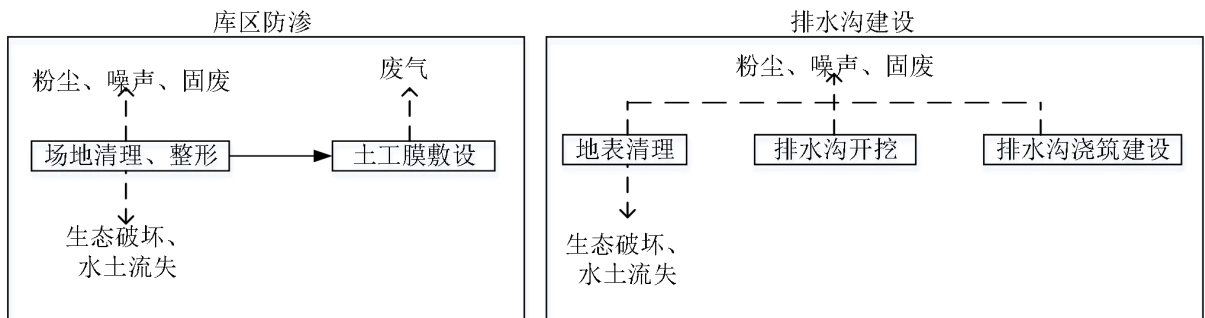 库区防渗
粉尘、噪声、固废
废气
场地清理、整形
土工膜敷设
生态破坏、
水土流失
排水沟建设
粉尘、噪声、固废
地表清理
排水沟开挖
排水沟浇筑建设
生态破坏、
水土流失